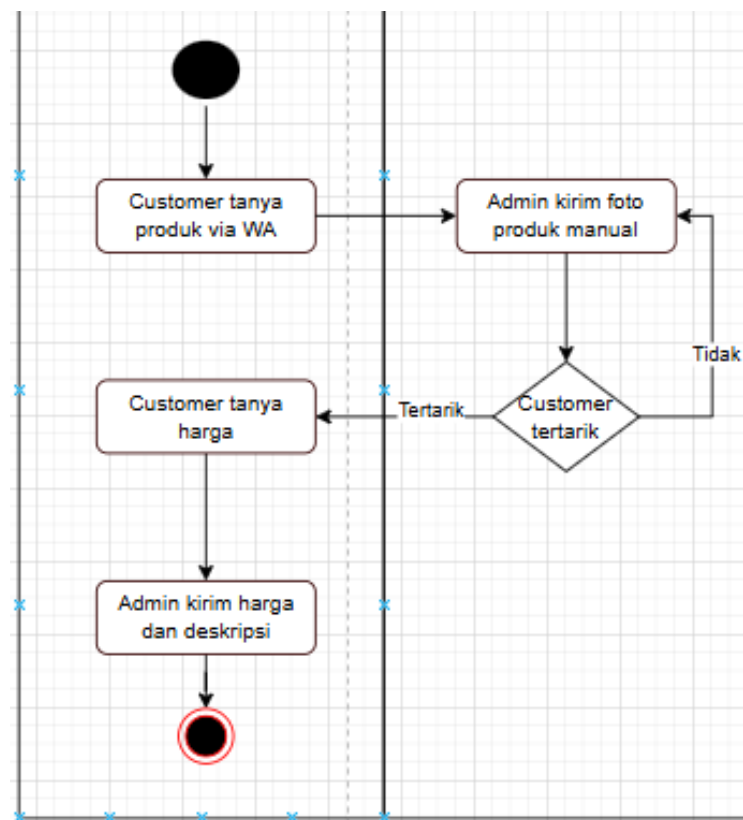 Customer tanya
produk via WA
Admin kirim foto
produk manual
Tidak
Customer
tertarik
Tertarik
Customer tanya
harga
Admin kirim harga
dan deskripsi